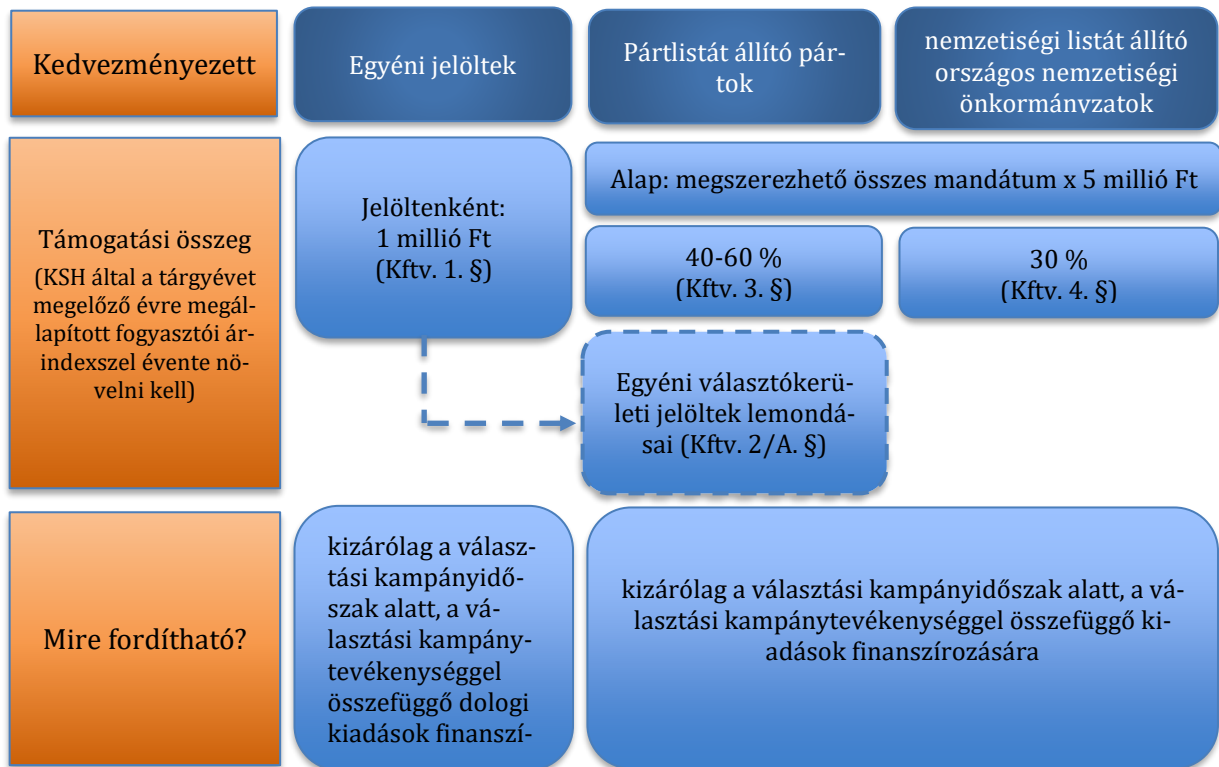 Kedvezményezett
Egyéni jelöltek
Pártlistát állító pár-
tok
nemzetiségi listát állító
országos nemzetiségi
önkormányzatok
Támogatási összeg
(KSH által a tárgyévet
megelőző évre megál-
lapított fogyasztói ár-
indexszel évente nö-
velni kell)
Jelöltenként:
1 millió Ft
(Kftv. 1. §)
Alap: megszerezhető összes mandátum x 5 millió Ft
40-60 %
(Kftv. 3. §)
30 %
(Kftv. 4. §)
Egyéni választókerü-
leti jelöltek lemondá-
sai (Kftv. 2/A. §)
Mire fordítható?
kizárólag a válasz-
tási kampányidő-
szak alatt, a vá-
lasztási kampány-
tevékenységgel
összefüggő dologi
kiadások finanszí-
kizárólag a választási kampányidőszak alatt, a vá-
lasztási kampánytevékenységgel összefüggő ki-
adások finanszírozására